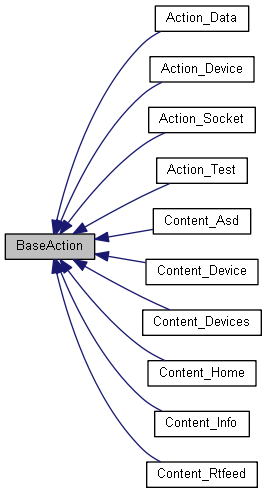 Action_Data
Action_Device
Action_Socket
Action_Test
BaseAction
Content_Asd
Content_Device
Content_Devices
Content_Home
Content_Info
Content_Rtfeed